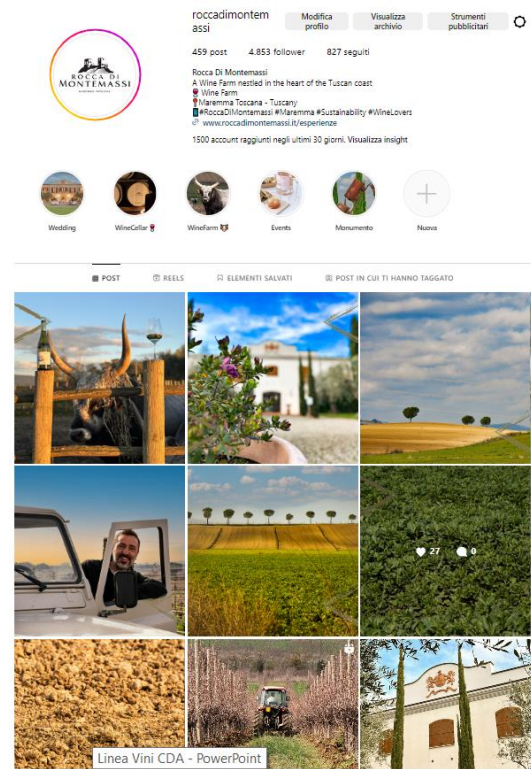 roccadimontem
assi
Modifica
profilo
Visualizza
archivio
Strumenti
pubblicitari
459 post 4.853 follower 827 seguiti
Rocca Di Montemassi
A Wine Farm nestled in the heart of the Tuscan coast
🍷 Wine Farm
📍Maremma Toscana - Tuscany
#RoccaDiMontemassi #Maremma #Sustainability #WineLovers
www.roccadimontemassi.it/esperienze
1500 account raggiunti negli ultimi 30 giorni. Visualizza insight
ROCCA DI
MONTEMASSI
Wedding
WineCellar🍷
WineFarm
Events
Monumento
Nuova
POST
REELS
ELEMENTI SALVATI
POST IN CUI TI HANNO TAGGATO
27 0
Linea Vini CDA - PowerPoint